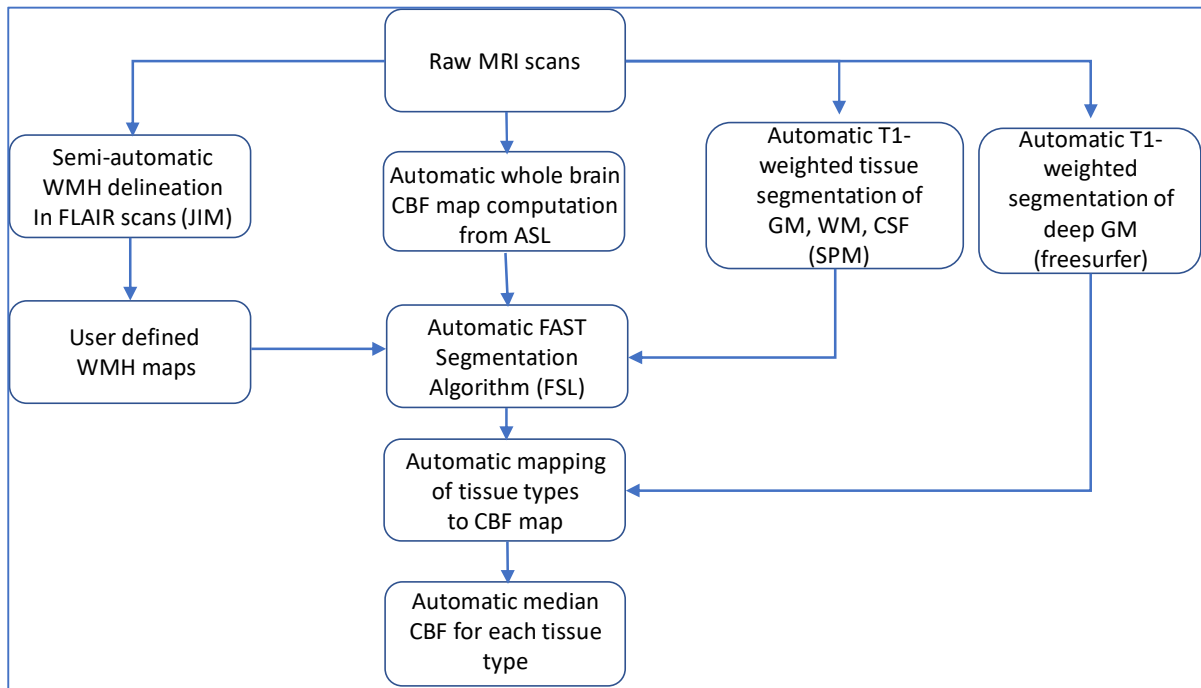 Raw MRI scans
Semi-automatic
WMH delineation
In FLAIR scans (JIM)
Automatic whole brain
CBF map computation
from ASL
Automatic T1-
weighted tissue
segmentation of
GM, WM, CSF
(SPM)
Automatic T1-
weighted
segmentation of
deep GM
(freesurfer)
User defined
WMH maps
Automatic FAST
Segmentation
Algorithm (FSL)
Automatic mapping
of tissue types
to CBF map
Automatic median
CBF for each tissue
type